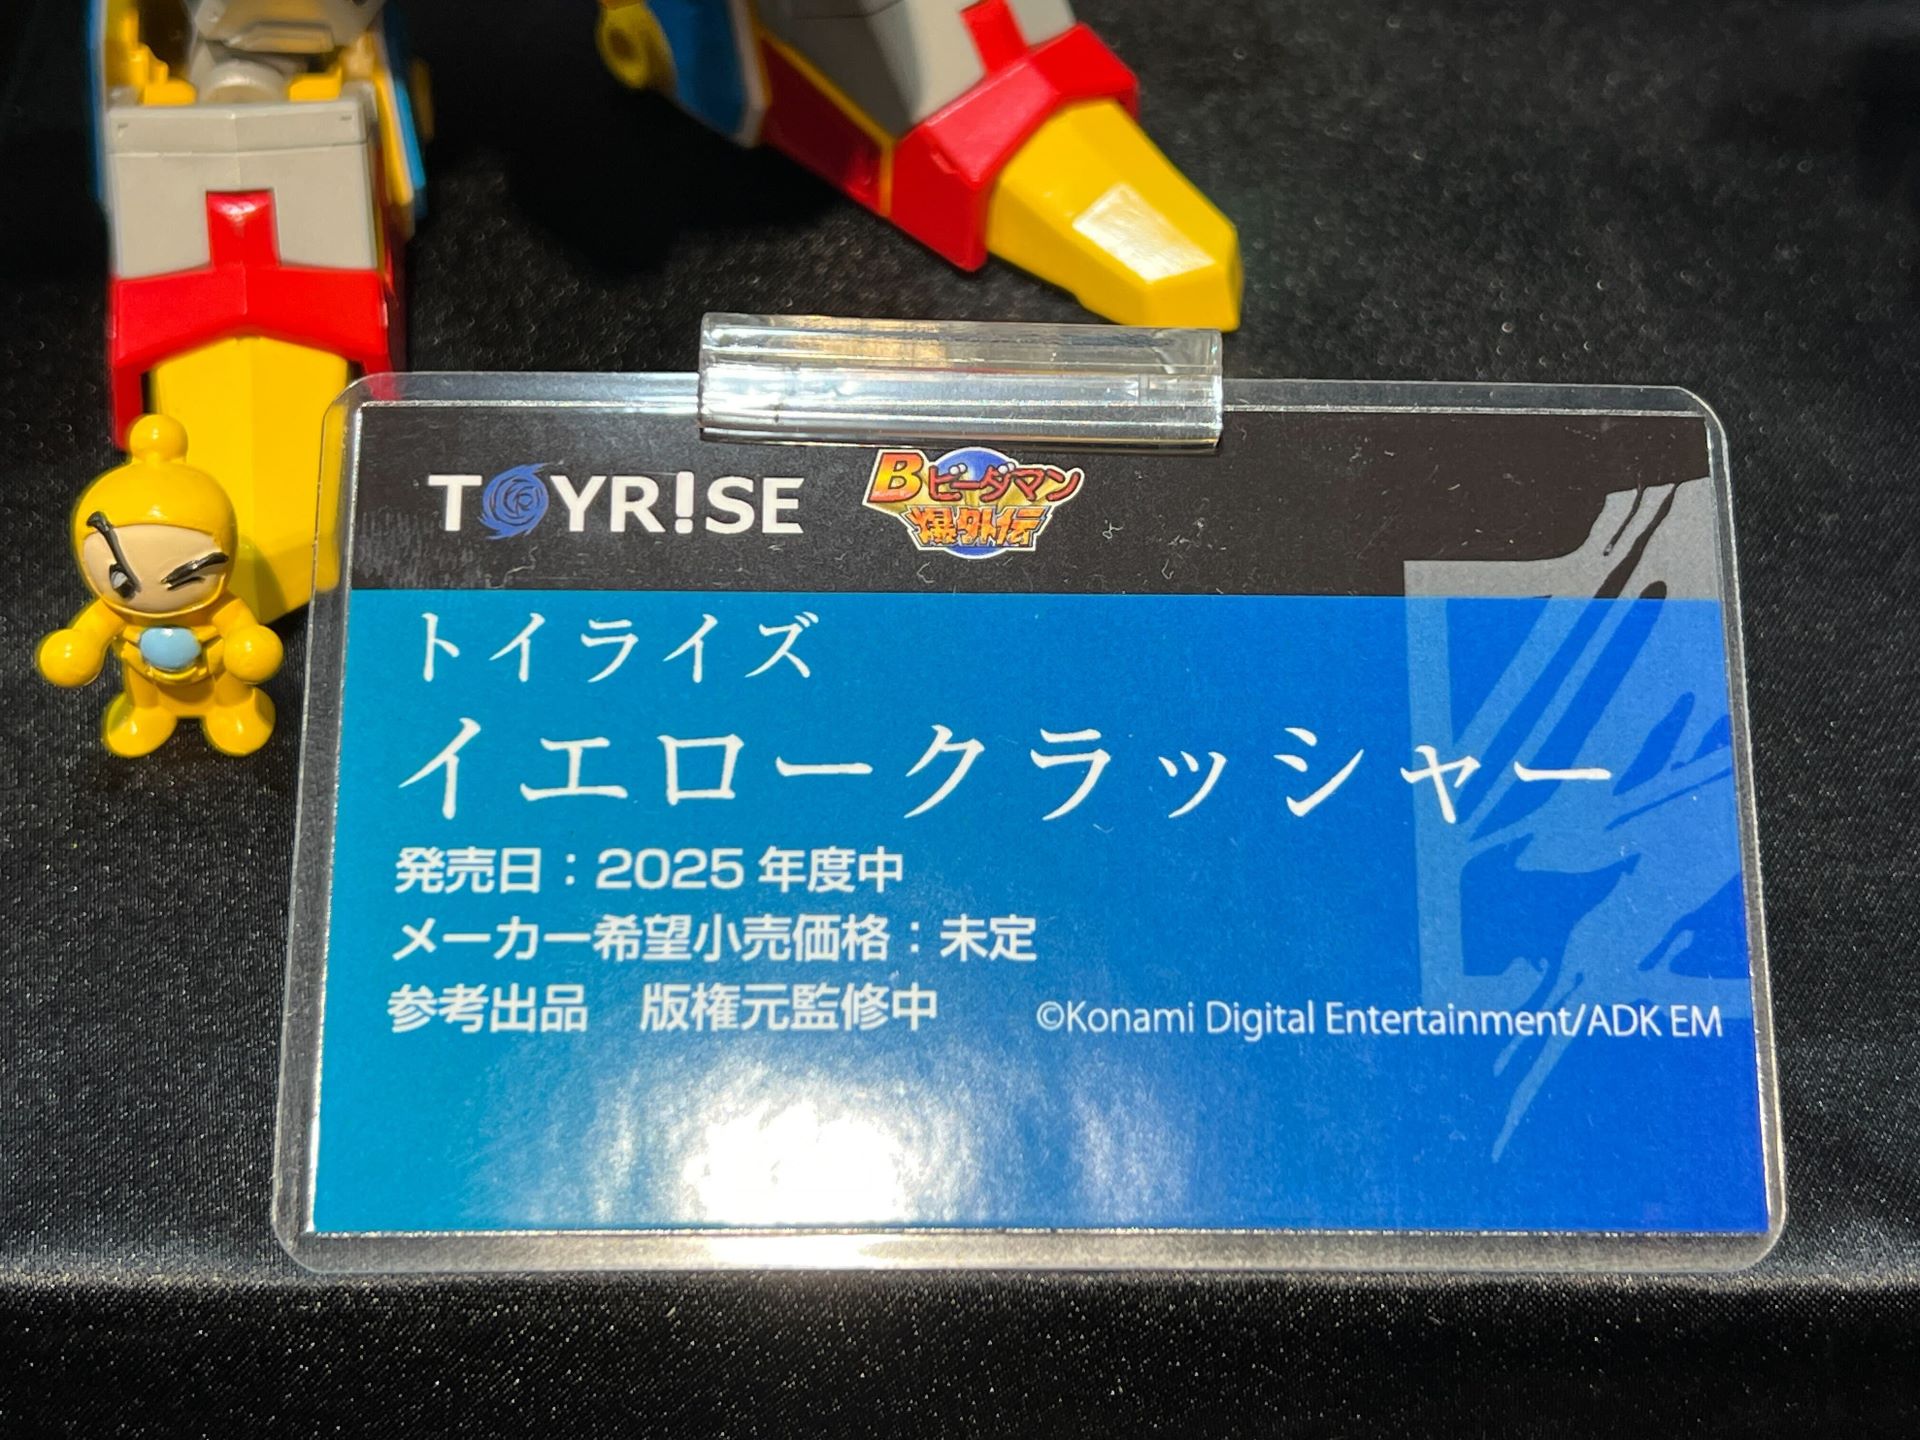 TOYR!SE
Bビーダマン
爆外伝
トイライズ
イエロークラッシャー
発売日：2025年度中
メーカー希望小売価格：未定
参考出品　版権元監修中
©Konami Digital Entertainment/ADK EM